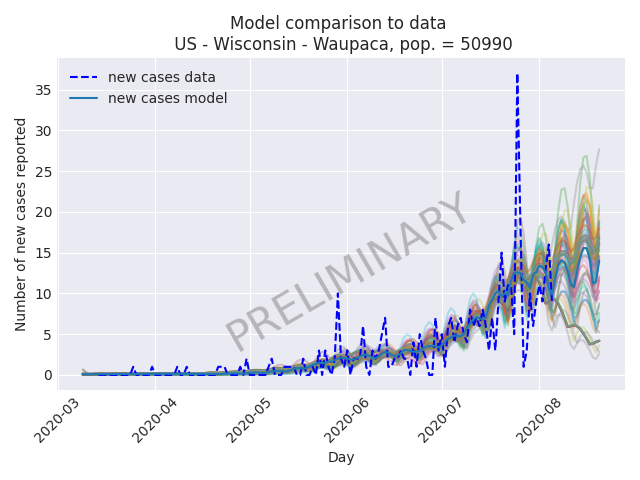 Model comparison to data
US - Wisconsin - Waupaca, pop. = 50990
new cases data
new cases model
Number of new cases reported
35
30
25
20
15
10
5
0
PRELIMINARY
2020-03
2020-04
2020-05
2020-06
2020-07
2020-08
Day